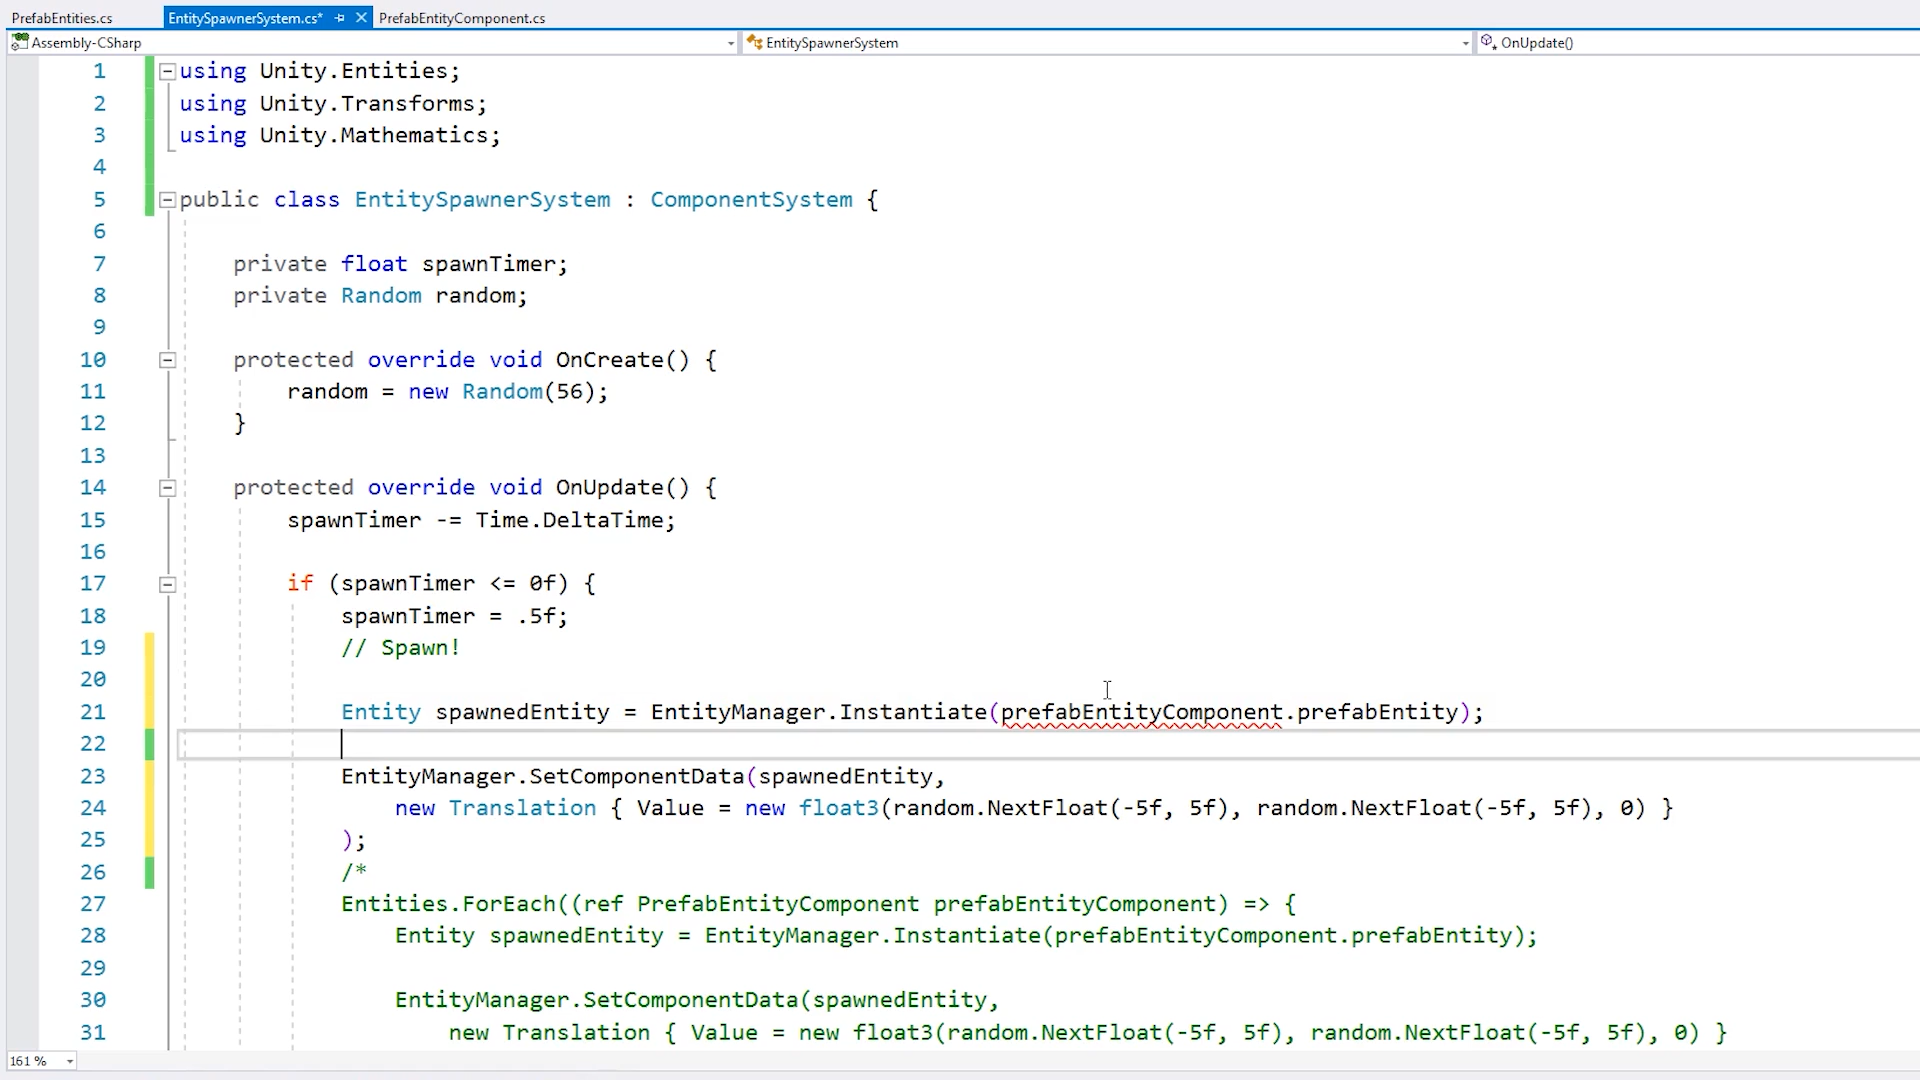 PrefabEntities.cs EntitySpawnerSystem.cs* PrefabEntityComponent.cs
Assembly-CSharp EntitySpawnerSystem OnUpdate()
1 using Unity.Entities;
2 using Unity.Transforms;
3 using Unity.Mathematics;
4
5 public class EntitySpawnerSystem : ComponentSystem {
6
7 private float spawnTimer;
8 private Random random;
9
10 protected override void OnCreate() {
11 random = new Random(56);
12 }
13
14 protected override void OnUpdate() {
15 spawnTimer -= Time.DeltaTime;
16
17 if (spawnTimer <= 0f) {
18 spawnTimer = .5f;
19 // Spawn!
20
21 Entity spawnedEntity = EntityManager.Instantiate(prefabEntityComponent.prefabEntity);
22
23 EntityManager.SetComponentData(spawnedEntity,
24 new Translation { Value = new float3(random.NextFloat(-5f, 5f), random.NextFloat(-5f, 5f), 0) }
25 );
26 /*
27 Entities.ForEach((ref PrefabEntityComponent prefabEntityComponent) => {
28 Entity spawnedEntity = EntityManager.Instantiate(prefabEntityComponent.prefabEntity);
29
30 EntityManager.SetComponentData(spawnedEntity,
31 new Translation { Value = new float3(random.NextFloat(-5f, 5f), random.NextFloat(-5f, 5f), 0) }
161 %